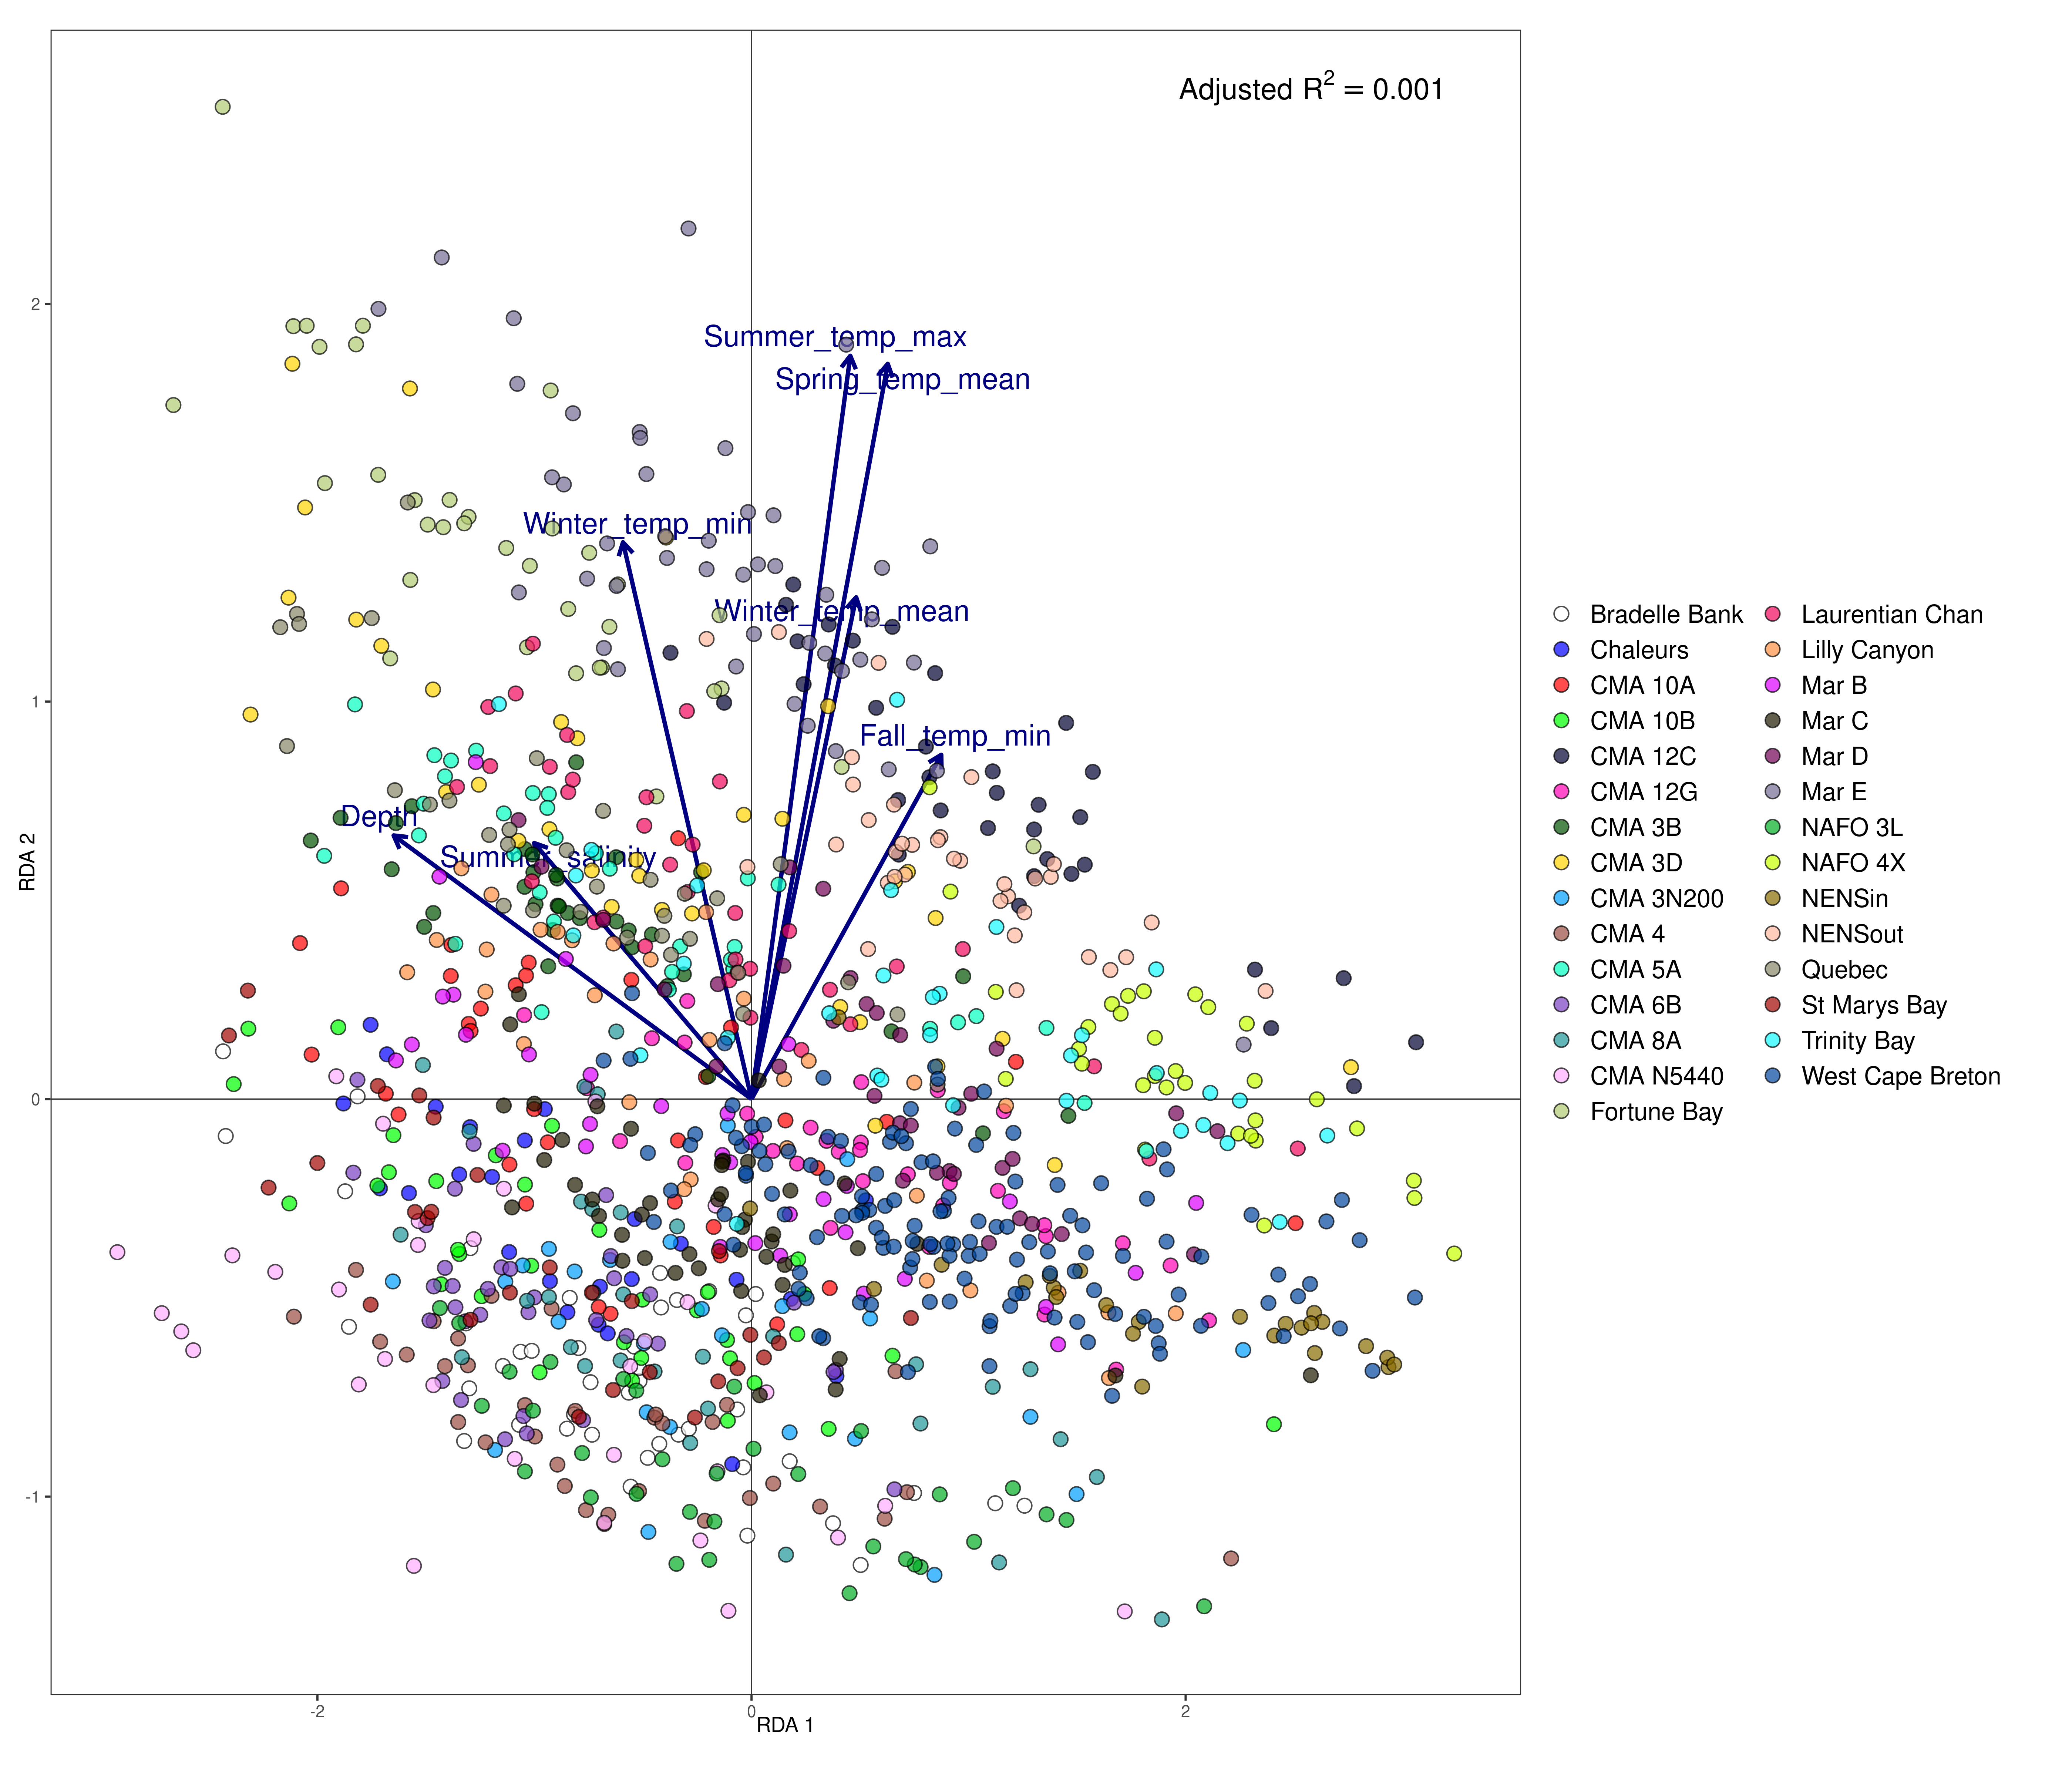 Adjusted R² = 0.001
2
Summer_temp_max
Spring_temp_mean
Winter_temp_min
Winter_temp_mean
1
Fall_temp_min
Depth
Summer_salinity
RDA 2
0
-1
-2
0
2
RDA 1
Bradelle Bank
Chaleurs
CMA 10A
CMA 10B
CMA 12C
CMA 12G
CMA 3B
CMA 3D
CMA 3N200
CMA 4
CMA 5A
CMA 6B
CMA 8A
CMA N5440
Fortune Bay
Laurentian Chan
Lilly Canyon
Mar B
Mar C
Mar D
Mar E
NAFO 3L
NAFO 4X
NENSin
NENSout
Quebec
St Marys Bay
Trinity Bay
West Cape Breton